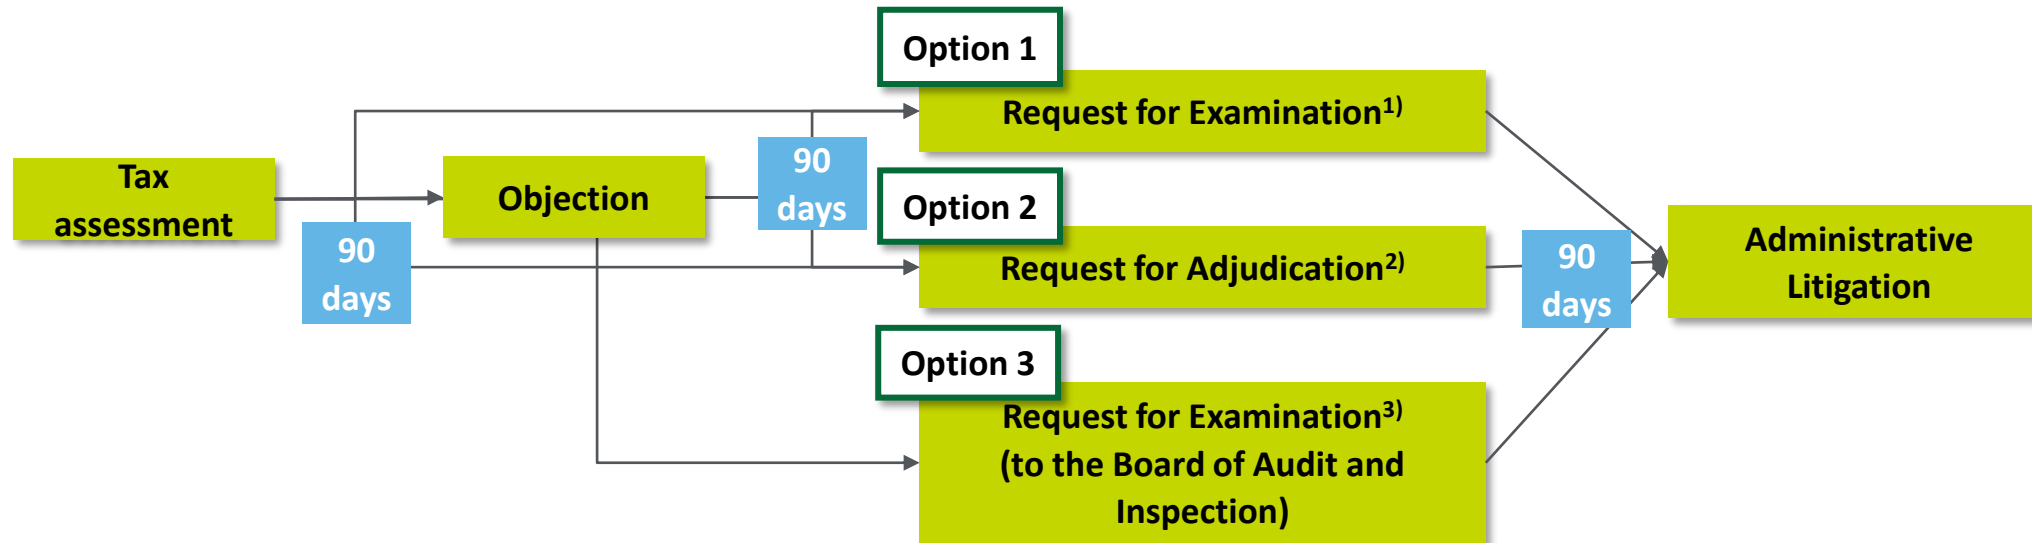 Tax
assessment
90
days
Objection
90
days
Option 1
Request for Examination1)
Option 2
Request for Adjudication2)
Option 3
Request for Examination3)
(to the Board of Audit and
Inspection)
90
days
Administrative
Litigation